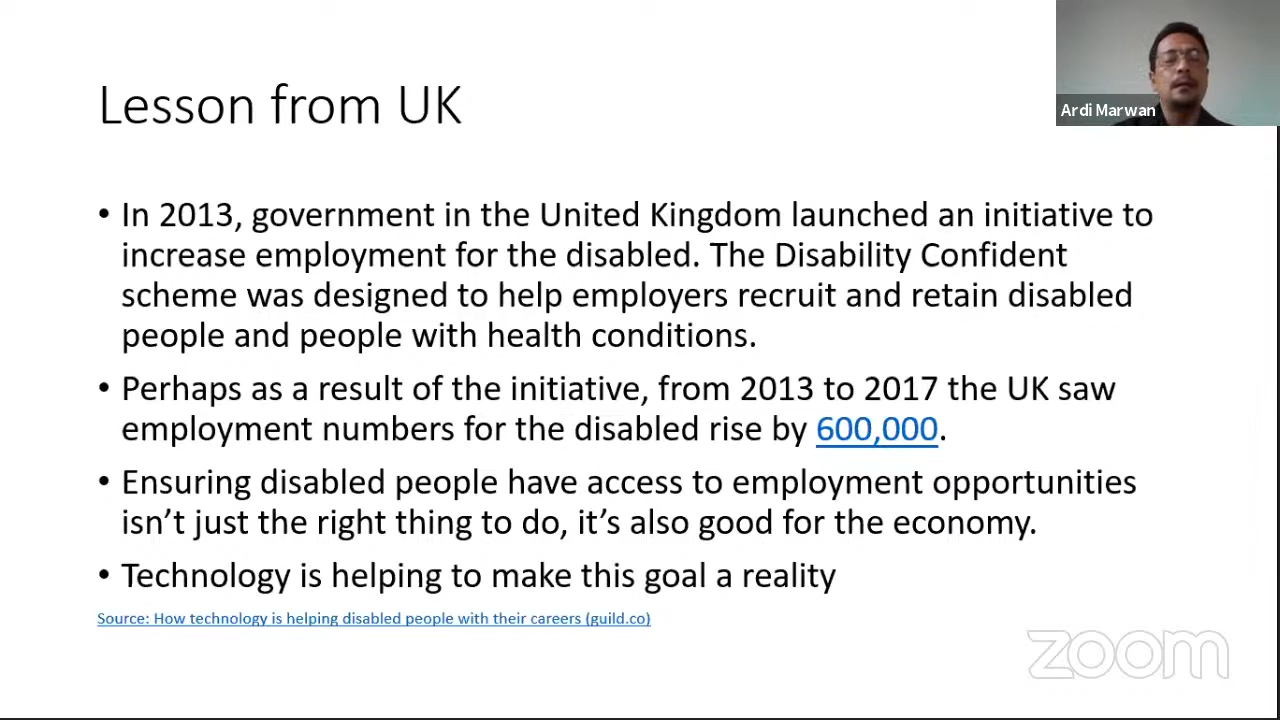 Lesson from UK
Ardi Marwan
• In 2013, government in the United Kingdom launched an initiative to
increase employment for the disabled. The Disability Confident
scheme was designed to help employers recruit and retain disabled
people and people with health conditions.
• Perhaps as a result of the initiative, from 2013 to 2017 the UK saw
employment numbers for the disabled rise by 600,000.
• Ensuring disabled people have access to employment opportunities
isn’t just the right thing to do, it’s also good for the economy.
• Technology is helping to make this goal a reality
Source: How technology is helping disabled people with their careers (guild.co)
zoom